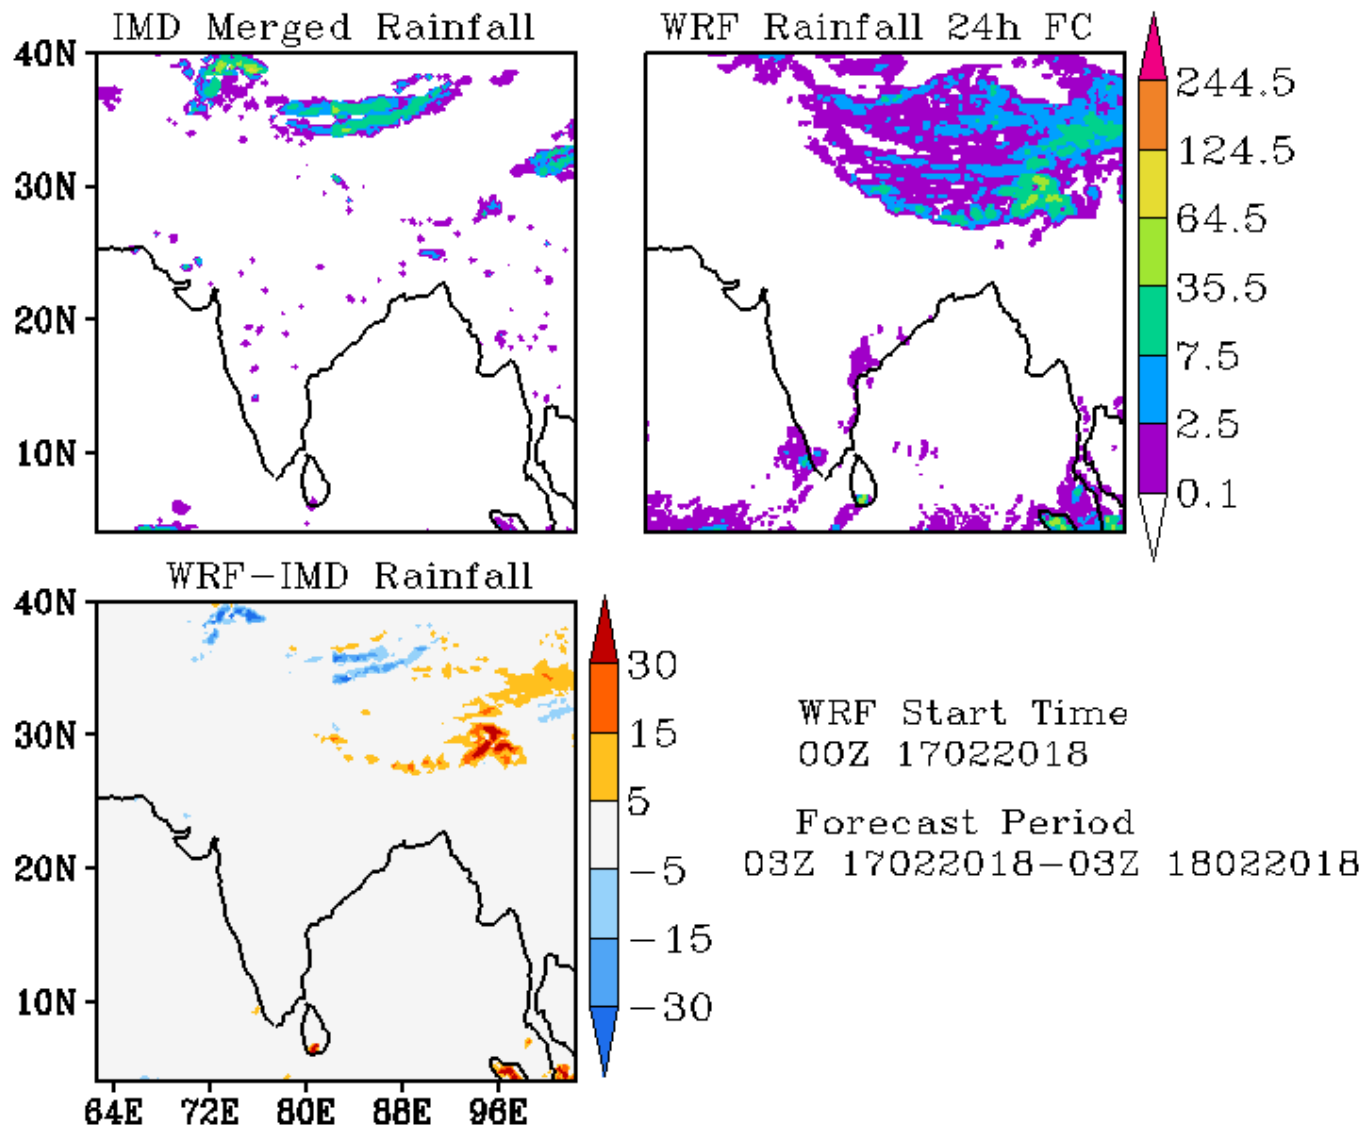 IMD Merged Rainfall
WRF Rainfall 24h FC
40N
30N
20N
10N
244.5
124.5
64.5
35.5
7.5
2.5
0.1
WRF-IMD Rainfall
40N
30N
20N
10N
64E 72E 80E 88E 96E
30
15
5
-5
-15
-30
WRF Start Time
00Z 17022018
Forecast Period
03Z 17022018-03Z 18022018